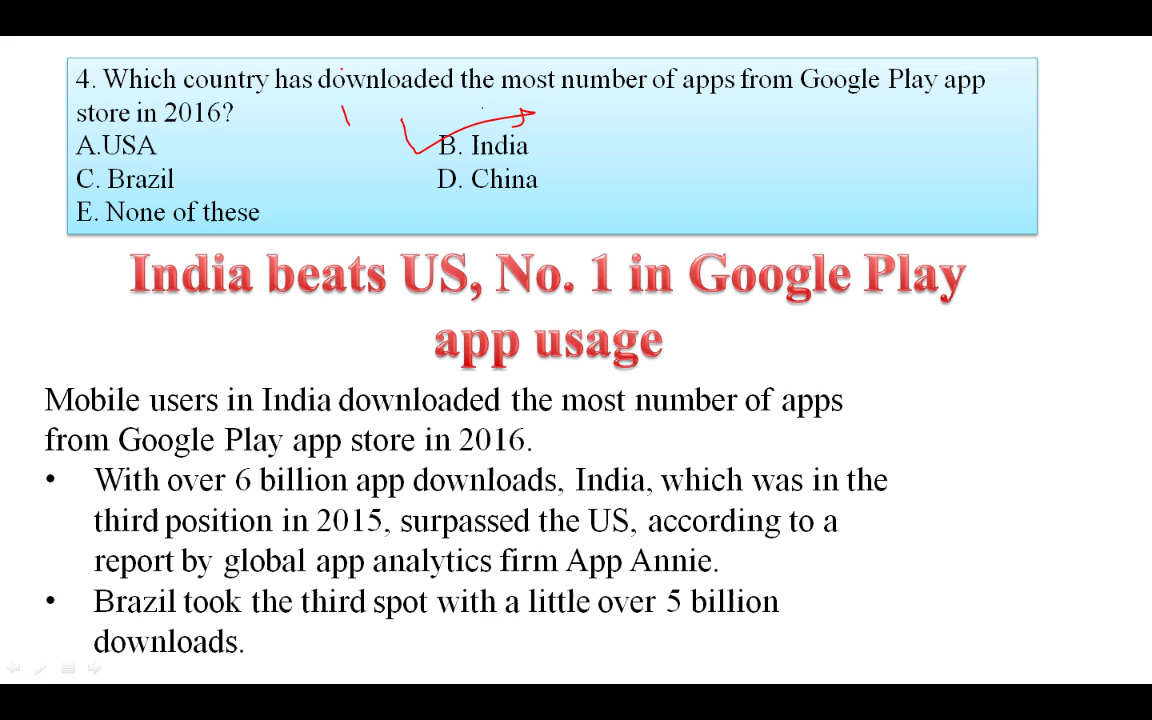 4. Which country has downloaded the most number of apps from Google Play app
store in 2016?
A.USA B. India
C. Brazil D. China
E. None of these
India beats US, No. 1 in Google Play
app usage
Mobile users in India downloaded the most number of apps
from Google Play app store in 2016.
• With over 6 billion app downloads, India, which was in the
third position in 2015, surpassed the US, according to a
report by global app analytics firm App Annie.
• Brazil took the third spot with a little over 5 billion
downloads.